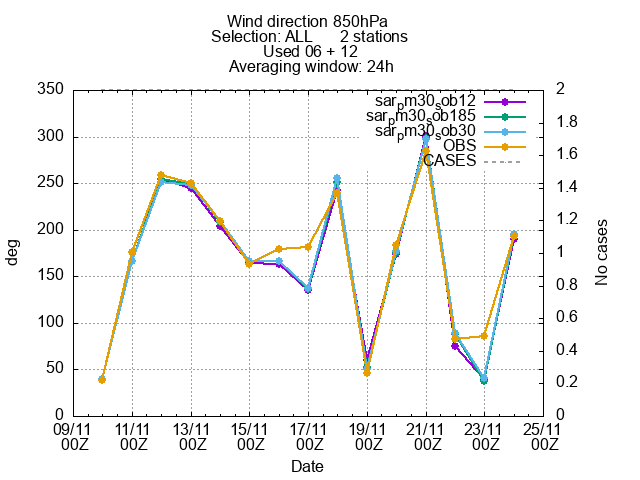 Wind direction 850hPa
Selection: ALL 2 stations
Used 06 + 12
Averaging window: 24h
deg
350
300
250
200
150
100
50
0
sar_pm30_sob12
sar_pm30_sob185
sar_pm30_sob30
OBS
CASES
2
1.8
1.6
1.4
1.2
1
0.8
0.6
0.4
0.2
0
No cases
09/11 11/11 13/11 15/11 17/11 19/11 21/11 23/11 25/11
00Z 00Z 00Z 00Z 00Z 00Z 00Z 00Z 00Z
Date